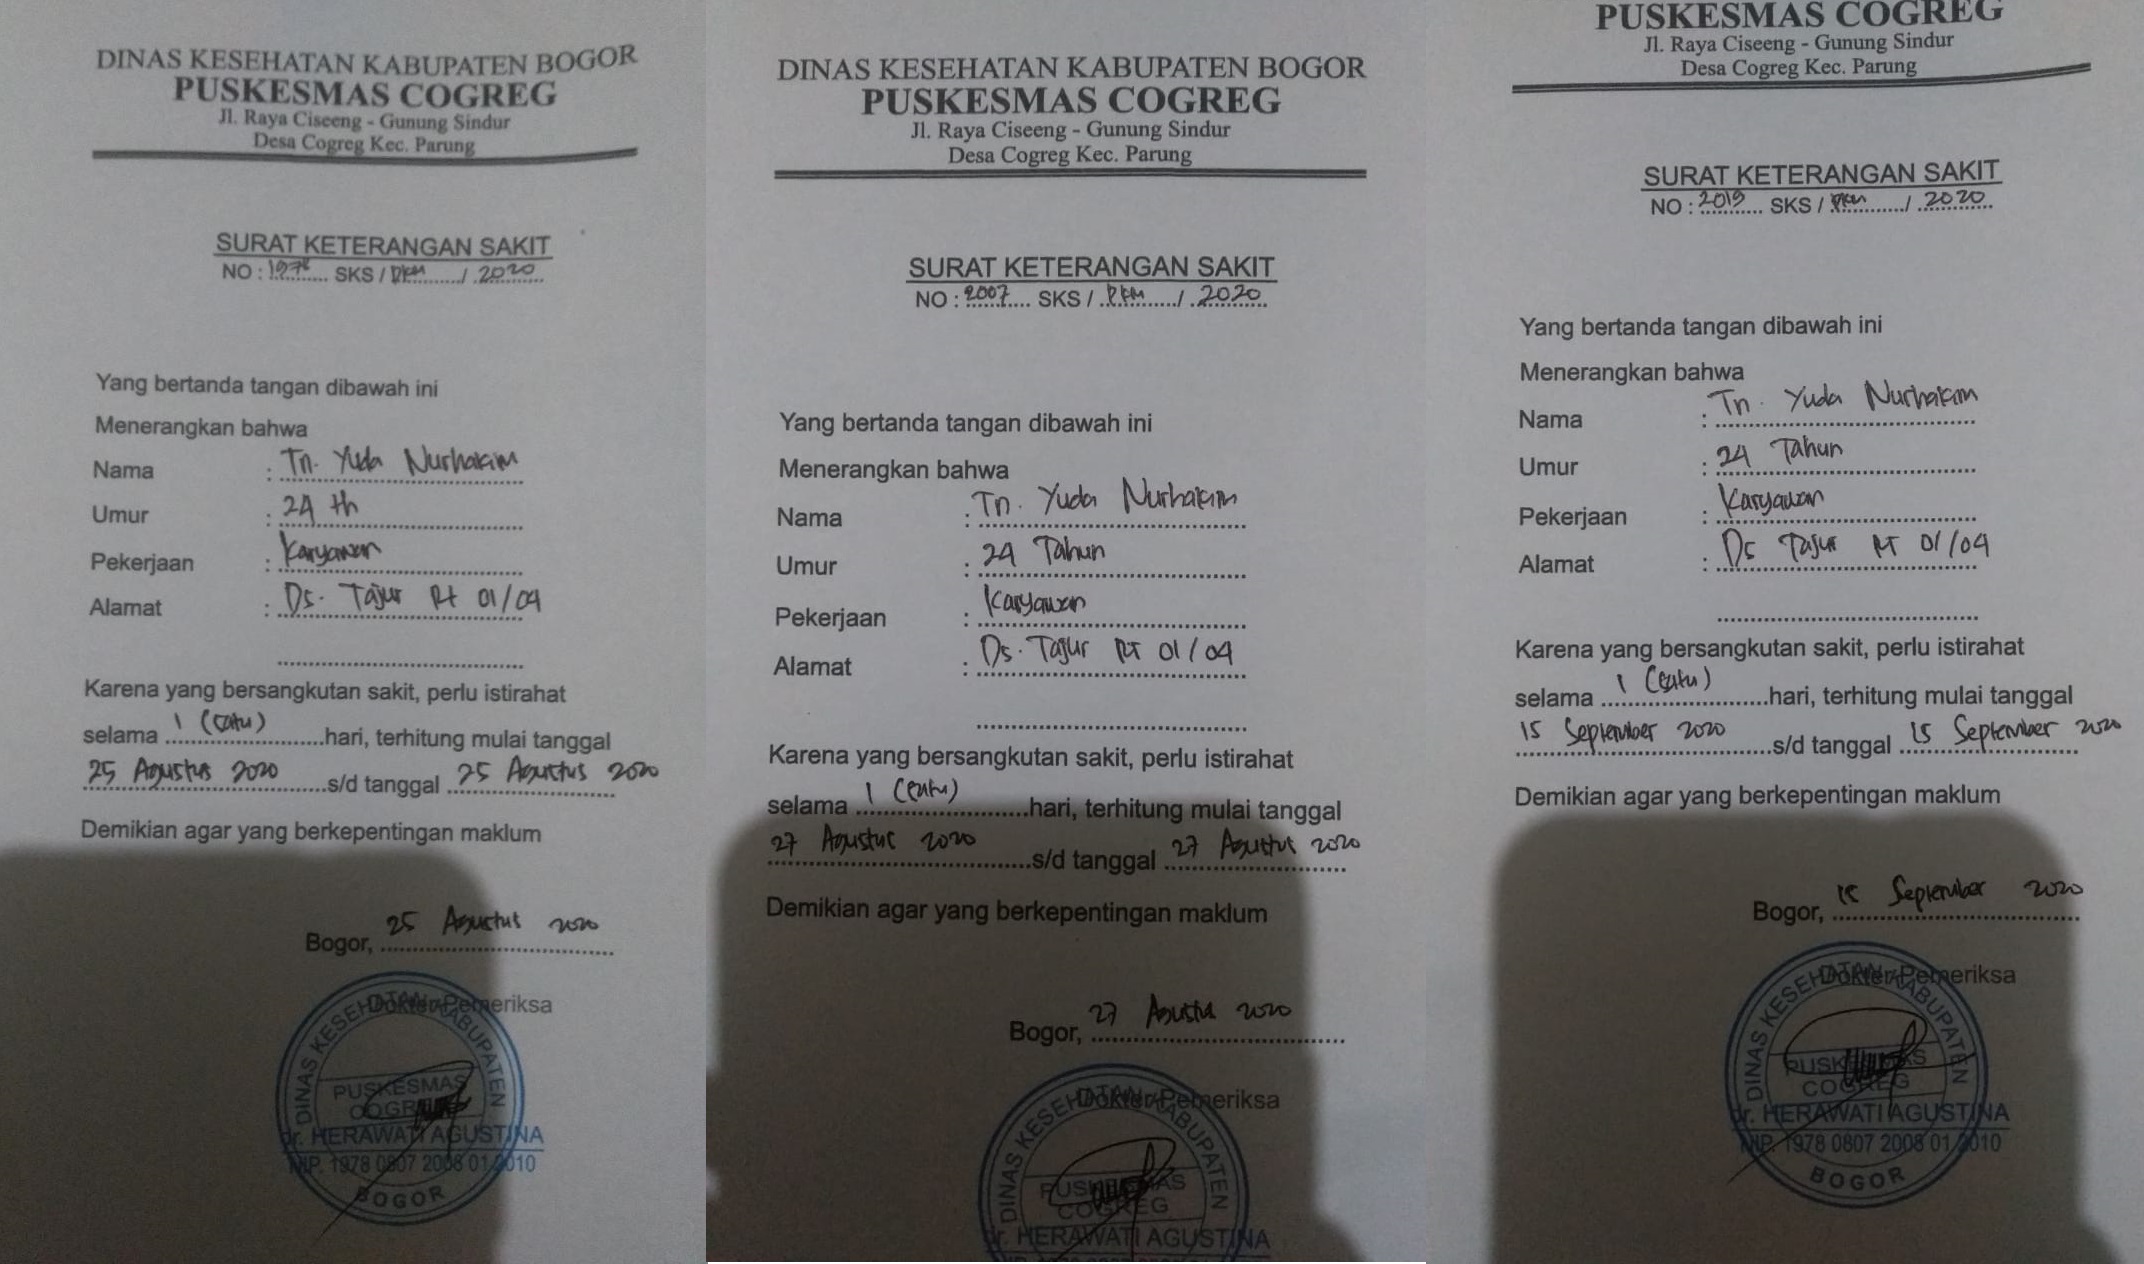 DINAS KESEHATAN KABUPATEN BOGOR
PUSKESMAS COGREG
Jl. Raya Ciseeng - Gunung Sindur
Desa Cogreg Kec. Parung
SURAT KETERANGAN SAKIT
NO : SKS / PKM / 2020
Yang bertanda tangan dibawah ini
Menerangkan bahwa
Nama : Tn. Yuda Nurhakim
Umur : 24 th
Pekerjaan : Karyawan
Alamat : Ds. Tajur Rt 01/04
Karena yang bersangkutan sakit, perlu istirahat
selama 1 (satu) hari, terhitung mulai tanggal
25 Agustus 2020 s/d tanggal 25 Agustus 2020
Demikian agar yang berkepentingan maklum
Bogor, 25 Agustus 2020
Dokter Pemeriksa
DINAS KESEHATAN KABUPATEN
PUSKESMAS
COGREG
dr. HERAWATI AGUSTINA
NIP. 1978 0807 2008 01 2010
BOGOR
DINAS KESEHATAN KABUPATEN BOGOR
PUSKESMAS COGREG
Jl. Raya Ciseeng - Gunung Sindur
Desa Cogreg Kec. Parung
SURAT KETERANGAN SAKIT
NO : 2007 SKS / PKM / 2020
Yang bertanda tangan dibawah ini
Menerangkan bahwa
Nama : Tn. Yuda Nurhakim
Umur : 24 Tahun
Pekerjaan : Karyawan
Alamat : Ds. Tajur RT 01/04
Karena yang bersangkutan sakit, perlu istirahat
selama 1 (satu) hari, terhitung mulai tanggal
27 Agustus 2020 s/d tanggal 27 Agustus 2020
Demikian agar yang berkepentingan maklum
Bogor, 27 Agustus 2020
Dokter Pemeriksa
DINAS KESEHATAN KABUPATEN
PUSKESMAS
COGREG
dr. HERAWATI AGUSTINA
PUSKESMAS COGREG
Jl. Raya Ciseeng - Gunung Sindur
Desa Cogreg Kec. Parung
SURAT KETERANGAN SAKIT
NO : 2019 SKS / PKM / 2020
Yang bertanda tangan dibawah ini
Menerangkan bahwa
Nama : Tn. Yuda Nurhakim
Umur : 24 Tahun
Pekerjaan : Karyawan
Alamat : Ds Tajur RT 01/04
Karena yang bersangkutan sakit, perlu istirahat
selama 1 (satu) hari, terhitung mulai tanggal
15 September 2020 s/d tanggal 15 September 2020
Demikian agar yang berkepentingan maklum
Bogor, 15 September 2020
Dokter Pemeriksa
DINAS KESEHATAN KABUPATEN
PUSKESMAS
COGREG
dr. HERAWATI AGUSTINA
NIP. 1978 0807 2008 01 2010
BOGOR